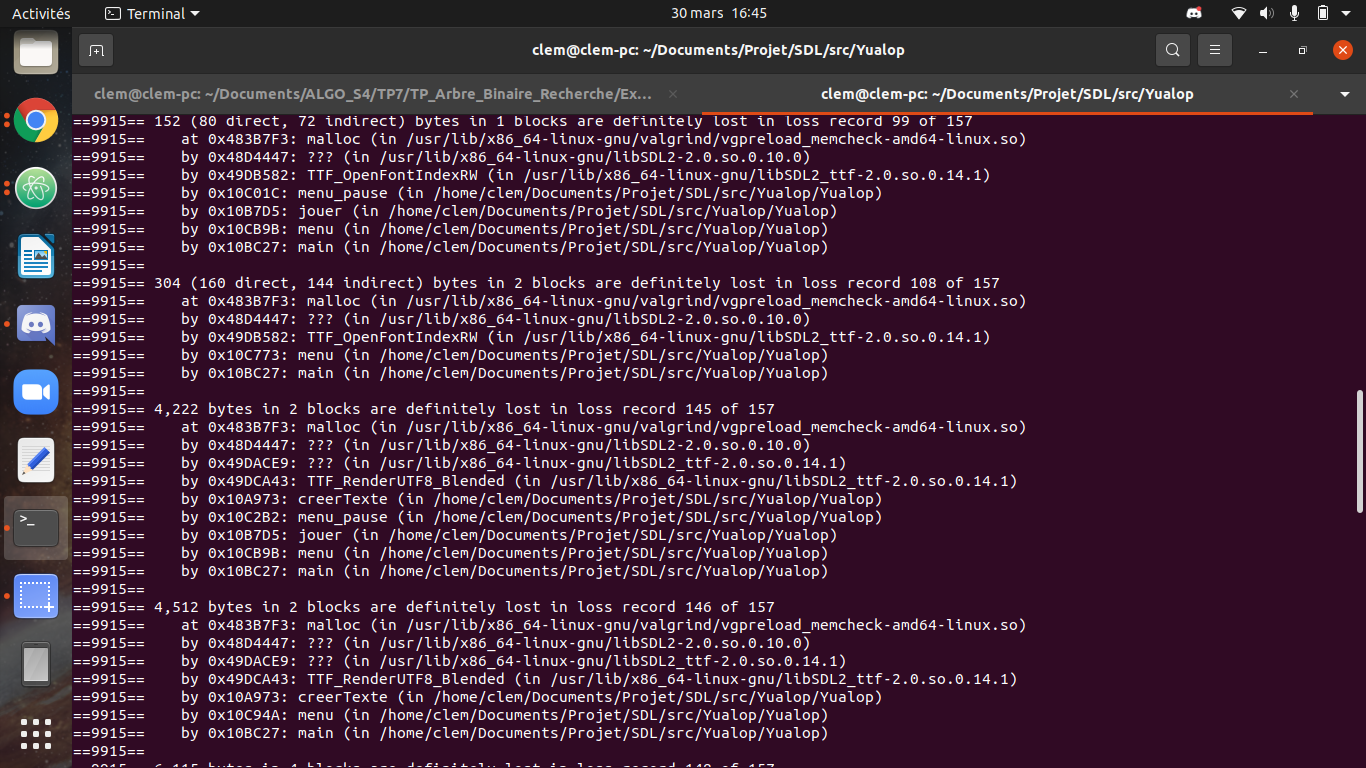 Activités
Terminal
30 mars 16:45
clem@clem-pc: ~/Documents/Projet/SDL/src/Yualop
clem@clem-pc: ~/Documents/ALGO_S4/TP7/TP_Arbre_Binaire_Recherche/Ex...
clem@clem-pc: ~/Documents/Projet/SDL/src/Yualop
==9915== 152 (80 direct, 72 indirect) bytes in 1 blocks are definitely lost in loss record 99 of 157
==9915==    at 0x483B7F3: malloc (in /usr/lib/x86_64-linux-gnu/valgrind/vgpreload_memcheck-amd64-linux.so)
==9915==    by 0x48D4447: ??? (in /usr/lib/x86_64-linux-gnu/libSDL2-2.0.so.0.10.0)
==9915==    by 0x49DB582: TTF_OpenFontIndexRW (in /usr/lib/x86_64-linux-gnu/libSDL2_ttf-2.0.so.0.14.1)
==9915==    by 0x10C01C: menu_pause (in /home/clem/Documents/Projet/SDL/src/Yualop/Yualop)
==9915==    by 0x10B7D5: jouer (in /home/clem/Documents/Projet/SDL/src/Yualop/Yualop)
==9915==    by 0x10CB9B: menu (in /home/clem/Documents/Projet/SDL/src/Yualop/Yualop)
==9915==    by 0x10BC27: main (in /home/clem/Documents/Projet/SDL/src/Yualop/Yualop)
==9915==
==9915== 304 (160 direct, 144 indirect) bytes in 2 blocks are definitely lost in loss record 108 of 157
==9915==    at 0x483B7F3: malloc (in /usr/lib/x86_64-linux-gnu/valgrind/vgpreload_memcheck-amd64-linux.so)
==9915==    by 0x48D4447: ??? (in /usr/lib/x86_64-linux-gnu/libSDL2-2.0.so.0.10.0)
==9915==    by 0x49DB582: TTF_OpenFontIndexRW (in /usr/lib/x86_64-linux-gnu/libSDL2_ttf-2.0.so.0.14.1)
==9915==    by 0x10C773: menu (in /home/clem/Documents/Projet/SDL/src/Yualop/Yualop)
==9915==    by 0x10BC27: main (in /home/clem/Documents/Projet/SDL/src/Yualop/Yualop)
==9915==
==9915== 4,222 bytes in 2 blocks are definitely lost in loss record 145 of 157
==9915==    at 0x483B7F3: malloc (in /usr/lib/x86_64-linux-gnu/valgrind/vgpreload_memcheck-amd64-linux.so)
==9915==    by 0x48D4447: ??? (in /usr/lib/x86_64-linux-gnu/libSDL2-2.0.so.0.10.0)
==9915==    by 0x49DACE9: ??? (in /usr/lib/x86_64-linux-gnu/libSDL2_ttf-2.0.so.0.14.1)
==9915==    by 0x49DCA43: TTF_RenderUTF8_Blended (in /usr/lib/x86_64-linux-gnu/libSDL2_ttf-2.0.so.0.14.1)
==9915==    by 0x10A973: creerTexte (in /home/clem/Documents/Projet/SDL/src/Yualop/Yualop)
==9915==    by 0x10C2B2: menu_pause (in /home/clem/Documents/Projet/SDL/src/Yualop/Yualop)
==9915==    by 0x10B7D5: jouer (in /home/clem/Documents/Projet/SDL/src/Yualop/Yualop)
==9915==    by 0x10CB9B: menu (in /home/clem/Documents/Projet/SDL/src/Yualop/Yualop)
==9915==    by 0x10BC27: main (in /home/clem/Documents/Projet/SDL/src/Yualop/Yualop)
==9915==
==9915== 4,512 bytes in 2 blocks are definitely lost in loss record 146 of 157
==9915==    at 0x483B7F3: malloc (in /usr/lib/x86_64-linux-gnu/valgrind/vgpreload_memcheck-amd64-linux.so)
==9915==    by 0x48D4447: ??? (in /usr/lib/x86_64-linux-gnu/libSDL2-2.0.so.0.10.0)
==9915==    by 0x49DACE9: ??? (in /usr/lib/x86_64-linux-gnu/libSDL2_ttf-2.0.so.0.14.1)
==9915==    by 0x49DCA43: TTF_RenderUTF8_Blended (in /usr/lib/x86_64-linux-gnu/libSDL2_ttf-2.0.so.0.14.1)
==9915==    by 0x10A973: creerTexte (in /home/clem/Documents/Projet/SDL/src/Yualop/Yualop)
==9915==    by 0x10C94A: menu (in /home/clem/Documents/Projet/SDL/src/Yualop/Yualop)
==9915==    by 0x10BC27: main (in /home/clem/Documents/Projet/SDL/src/Yualop/Yualop)
==9915==